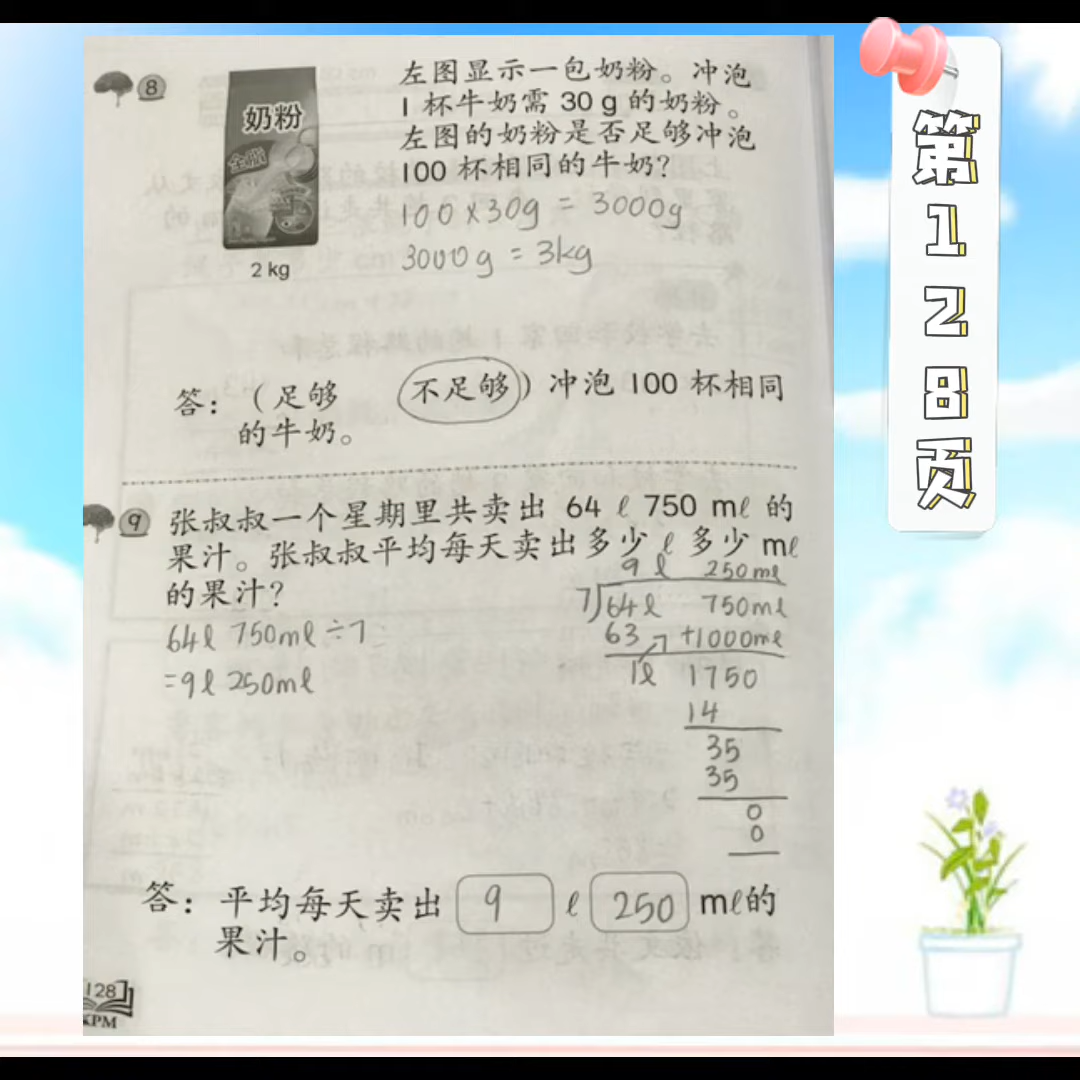 8
左图显示一包奶粉。冲泡
1 杯牛奶需 30 g 的奶粉。
左图的奶粉是否足够冲泡
100 杯相同的牛奶?
奶粉
全脂
2 kg
100 × 30g = 3000g
3000g = 3kg
答：（足够 不足够）冲泡 100 杯相同
的牛奶。
9
张叔叔一个星期里共卖出 64 ℓ 750 mℓ 的
果汁。张叔叔平均每天卖出多少 ℓ 多少 mℓ
的果汁?
64ℓ 750mℓ ÷ 7
= 9ℓ 250mℓ
9 ℓ 250mℓ
7 64ℓ 750mℓ
63 +1000mℓ
1ℓ 1750
14
35
35
0
0
答：平均每天卖出 9 ℓ 250 mℓ的
果汁。
128
KPM
第
1
2
8
页